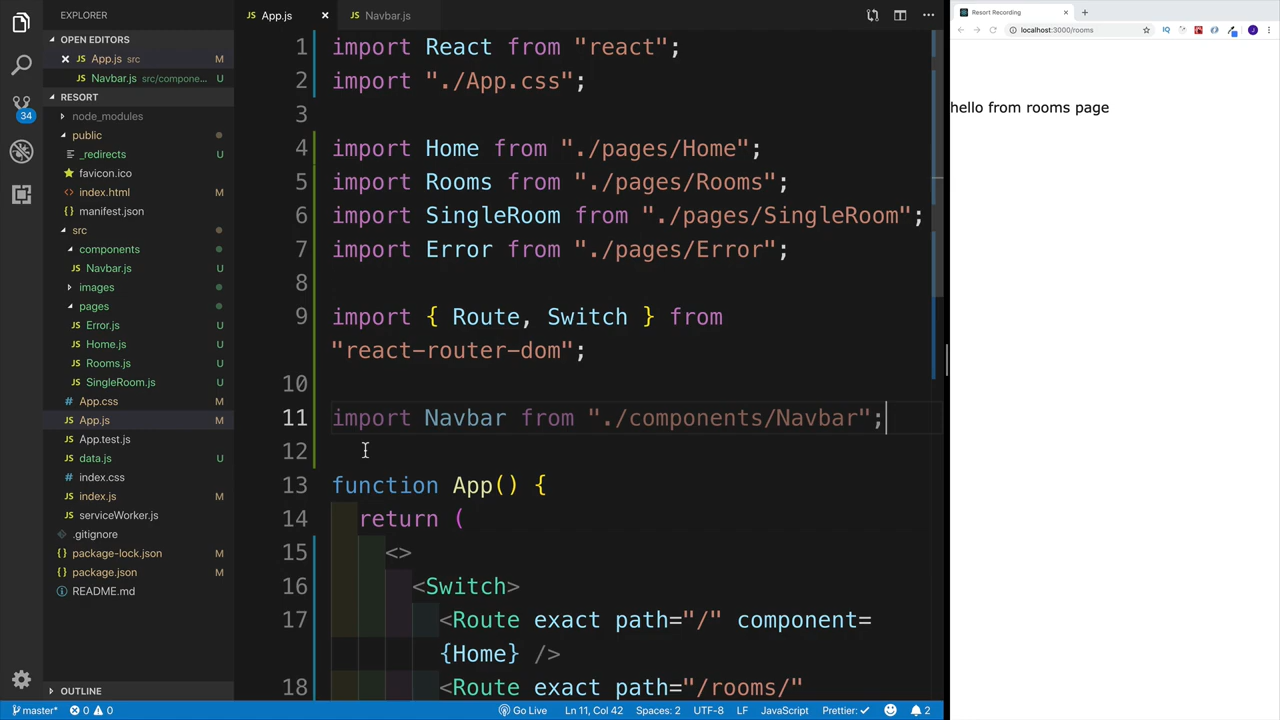 EXPLORER
OPEN EDITORS
App.js src M
Navbar.js src/compone... U
RESORT
node_modules
public
_redirects U
favicon.ico
index.html M
manifest.json
src
components
Navbar.js U
images
pages
Error.js U
Home.js U
Rooms.js U
SingleRoom.js U
App.css M
App.js M
App.test.js
data.js U
index.css
index.js M
serviceWorker.js
.gitignore
package-lock.json M
package.json M
README.md
OUTLINE
34
App.js
Navbar.js
1 import React from "react";
2 import "./App.css";
3
4 import Home from "./pages/Home";
5 import Rooms from "./pages/Rooms";
6 import SingleRoom from "./pages/SingleRoom";
7 import Error from "./pages/Error";
8
9 import { Route, Switch } from
"react-router-dom";
10
11 import Navbar from "./components/Navbar";
12
13 function App() {
14 return (
15 <>
16 <Switch>
17 <Route exact path="/" component=
{Home} />
18 <Route exact path="/rooms/"
master* 0 0 Go Live Ln 11, Col 42 Spaces: 2 UTF-8 LF JavaScript Prettier: ✓ 2
Resort Recording
localhost:3000/rooms
hello from rooms page